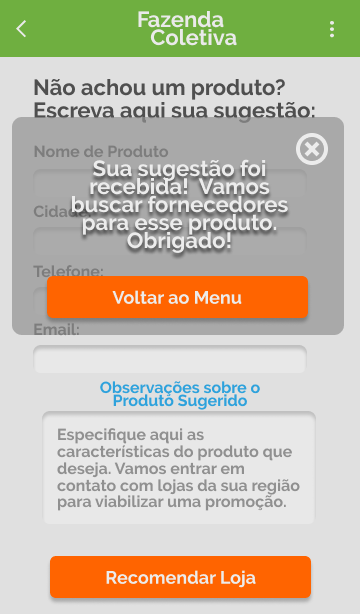 Fazenda
Coletiva
Não achou um produto?
Escreva aqui sua sugestão:
Nome de Produto
Sua sugestão foi
recebida! Vamos
buscar fornecedores
para esse produto.
Obrigado!
Cidade:
Telefone:
Voltar ao Menu
Email:
Observações sobre o
Produto Sugerido
Especifique aqui as
características do produto que
deseja. Vamos entrar em
contato com lojas da sua região
para viabilizar uma promoção.
Recomendar Loja